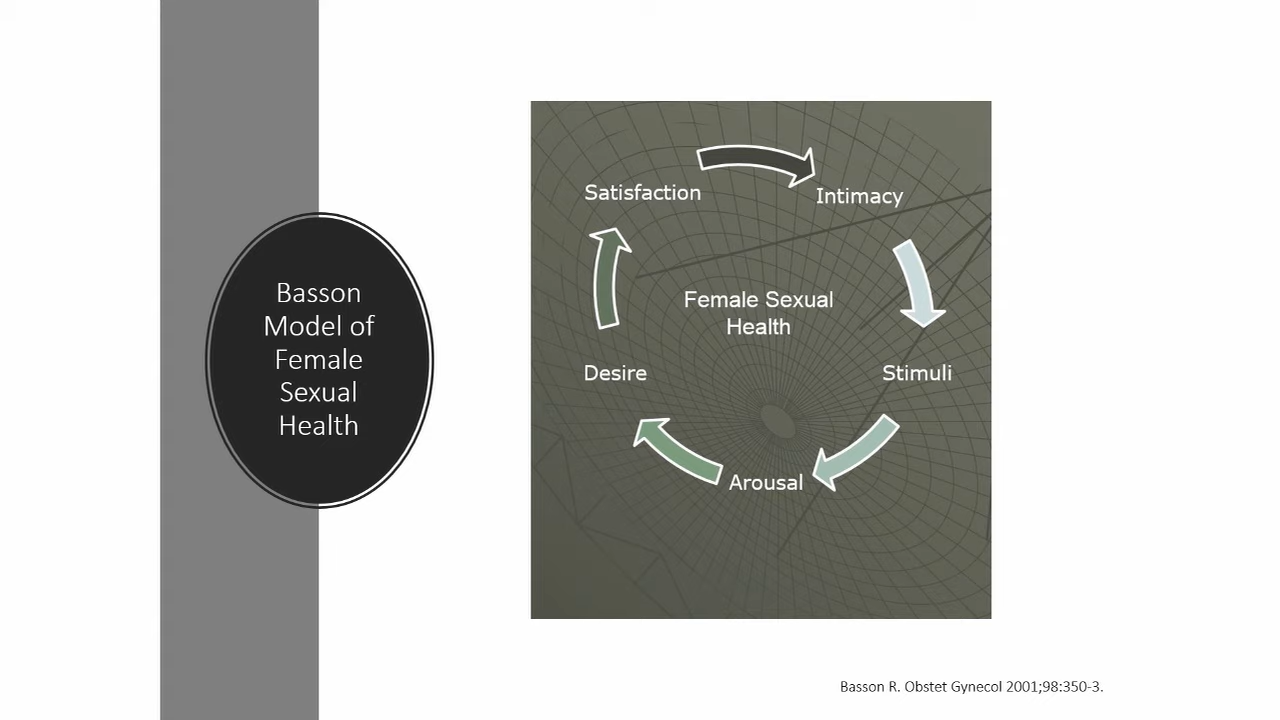 Basson
Model of
Female
Sexual
Health
Satisfaction
Intimacy
Female Sexual
Health
Desire
Stimuli
Arousal
Basson R. Obstet Gynecol 2001;98:350-3.